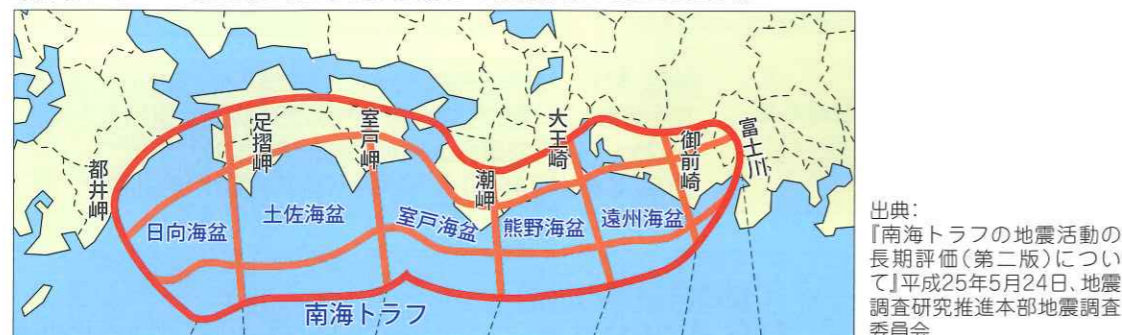 都井岬
足摺岬
室戸岬
潮岬
大王崎
御前崎
富士川
日向海盆
土佐海盆
室戸海盆
熊野海盆
遠州海盆
南海トラフ
出典：
『南海トラフの地震活動の
長期評価（第二版）につい
て』平成25年5月24日、地震
調査研究推進本部地震調査
委員会